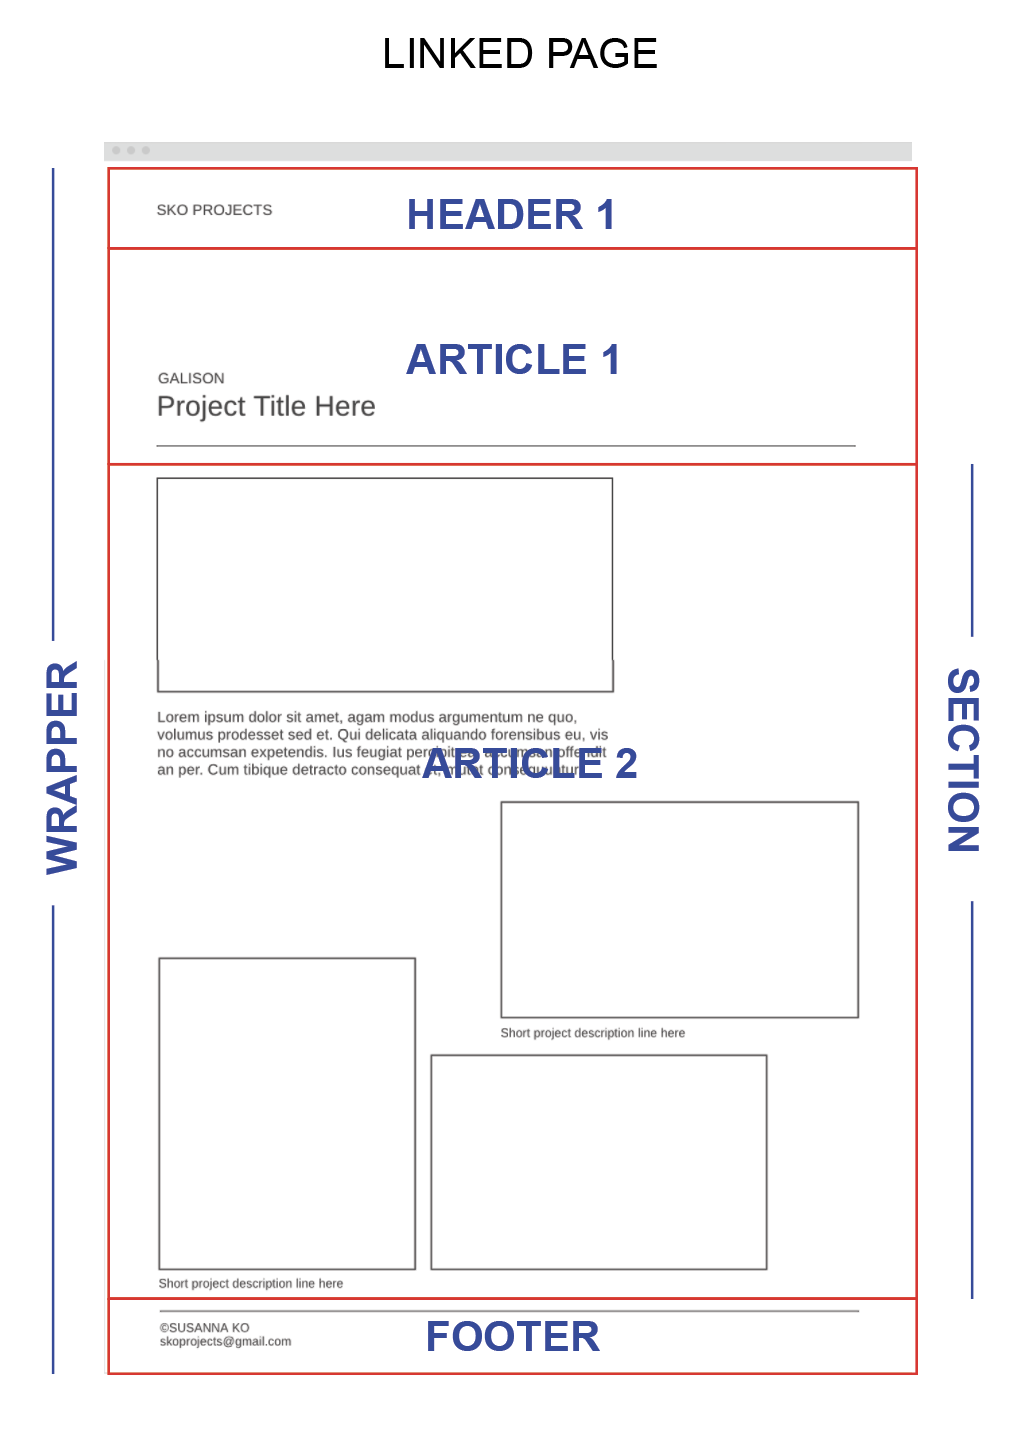 LINKED PAGE
SKO PROJECTS
HEADER 1
ARTICLE 1
GALISON
Project Title Here
WRAPPER
SECTION
Lorem ipsum dolor sit amet, agam modus argumentum ne quo,
volumus prodesset sed et. Qui delicata aliquando forensibus eu, vis
no accumsan expetendis. Ius feugiat
an per. Cum tibique detracto consequat
ARTICLE 2
Short project description line here
Short project description line here
©SUSANNA KO
skoprojects@gmail.com
FOOTER